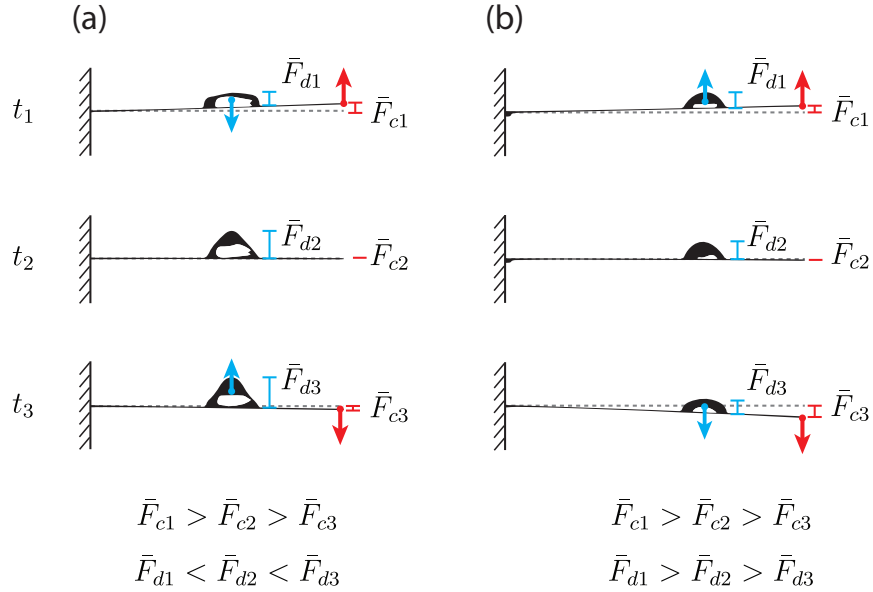 (a) (b)
t₁ F̄d1 F̄c1 F̄d1 F̄c1
t₂ F̄d2 F̄c2 F̄d2 F̄c2
t₃ F̄d3 F̄c3 F̄d3 F̄c3
F̄c1 > F̄c2 > F̄c3 F̄c1 > F̄c2 > F̄c3
F̄d1 < F̄d2 < F̄d3 F̄d1 > F̄d2 > F̄d3